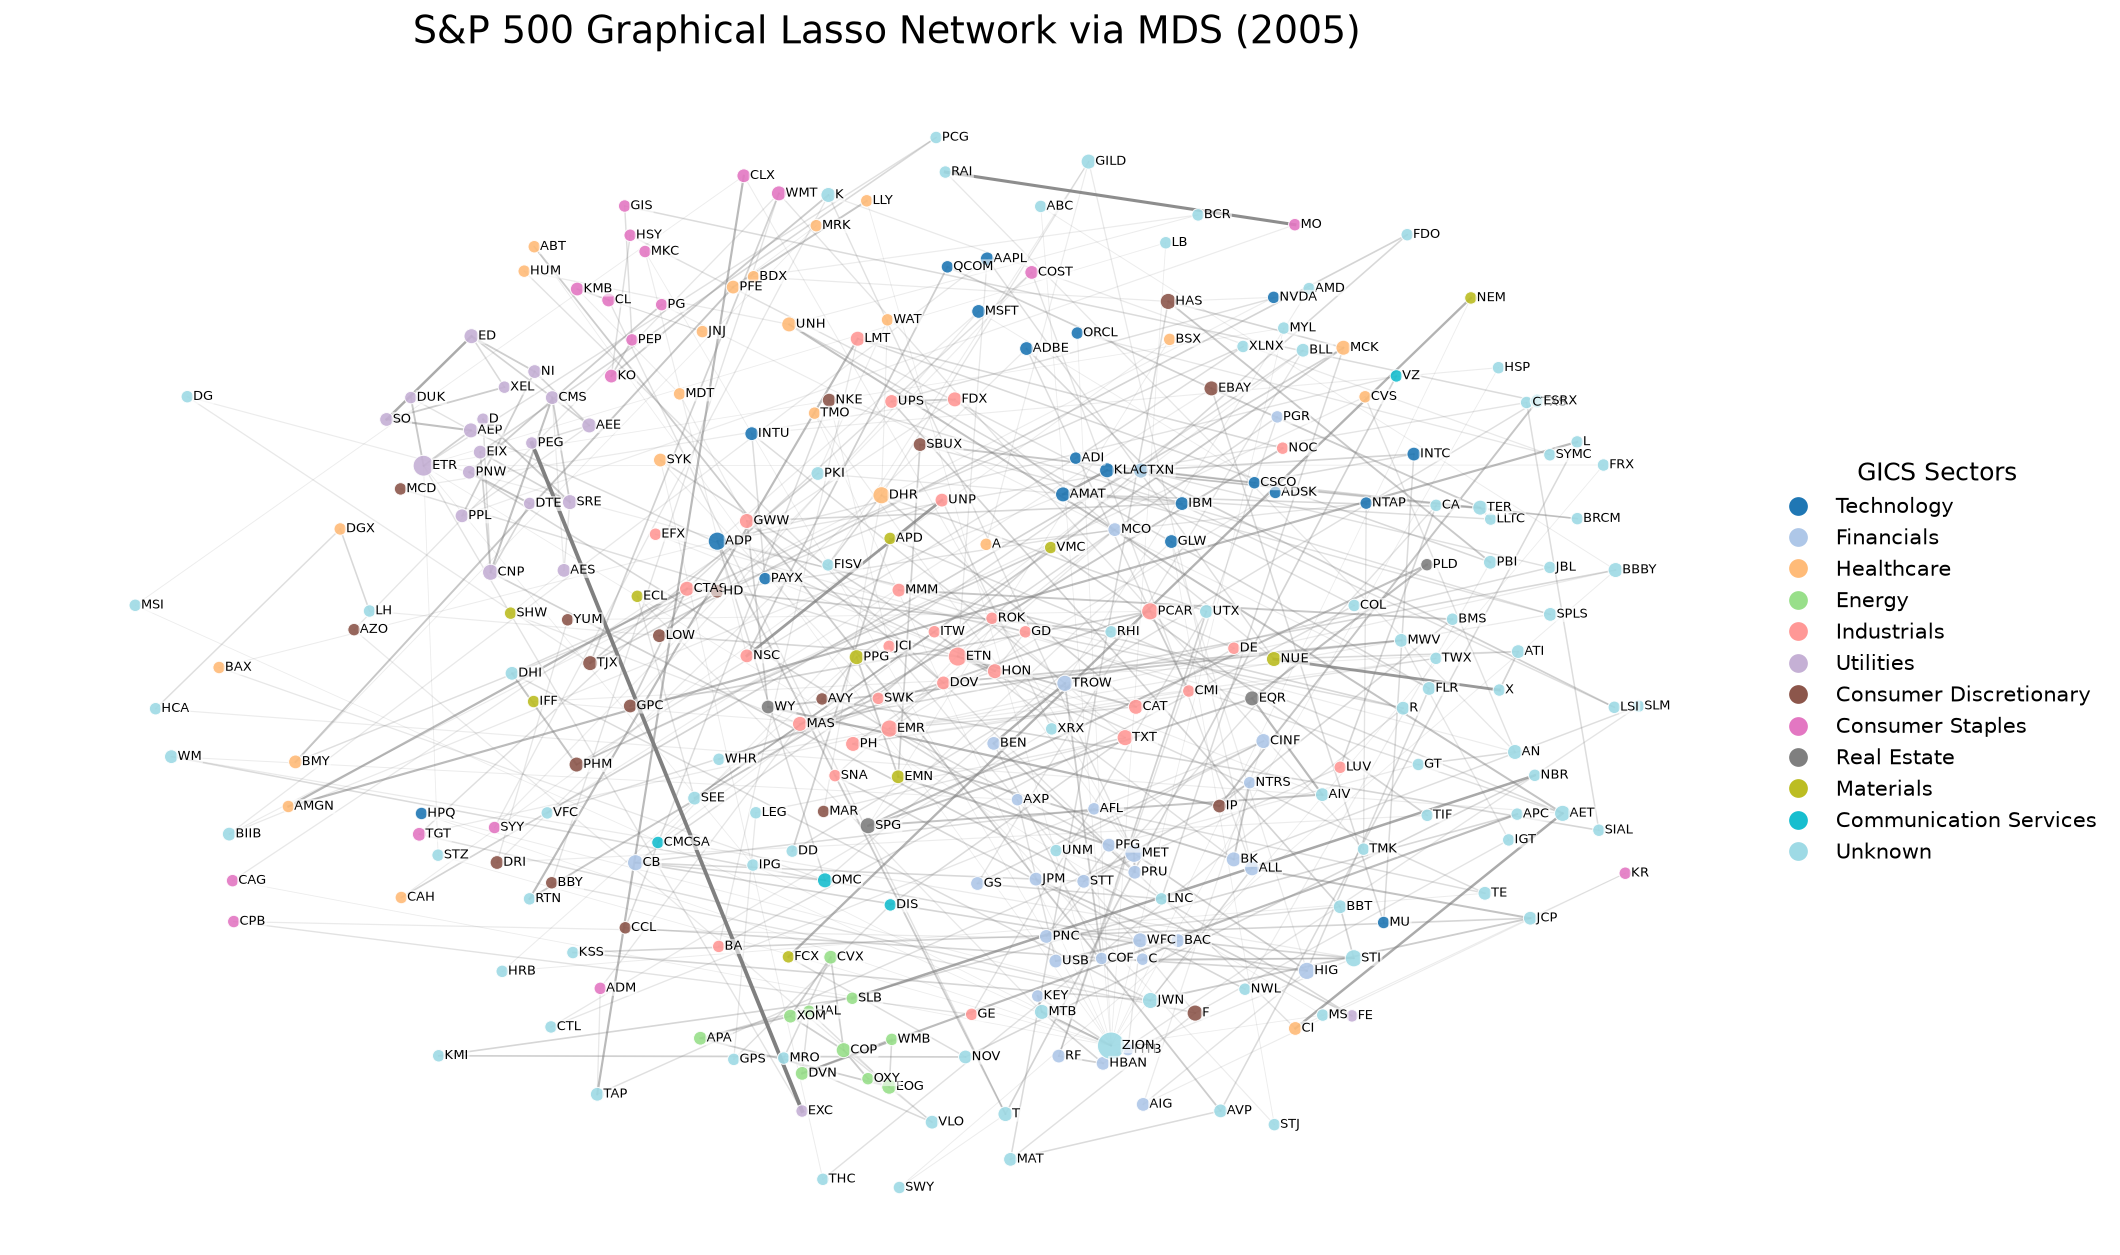 S&P 500 Graphical Lasso Network via MDS (2005)
PCG
RAI
GILD
CLX
WMT
K
LLY
GIS
ABC
BCR
MO
MRK
HSY
FDO
LB
ABT
MKC
AAPL
QCOM
HUM
COST
BDX
PFE
KMB
AMD
CL
NVDA
NEM
HAS
PG
MSFT
WAT
UNH
MYL
JNJ
ORCL
ED
LMT
PEP
BSX
ADBE
XLNX
BLL
MCK
HSP
NI
KO
VZ
XEL
EBAY
MDT
DG
DUK
CMS
CVS
NKE
UPS
FDX
ESRX
TMO
PGR
SO
D
AEE
AEP
INTU
PEG
SBUX
L
NOC
EIX
INTC
SYMC
ADI
SYK
ETR
FRX
PNW
PKI
KLAC
TXN
CSCO
MCD
ADSK
DHR
AMAT
UNP
DTE
SRE
IBM
NTAP
CA
TER
PPL
LLTC
BRCM
GWW
DGX
MCO
EFX
APD
ADP
GLW
A
VMC
PBI
FISV
PLD
JBL
CNP
AES
BBBY
PAYX
CTAS
HD
MMM
ECL
MSI
COL
LH
SHW
PCAR
UTX
SPLS
YUM
ROK
BMS
AZO
ITW
GD
RHI
LOW
MWV
JCI
DE
ATI
NSC
PPG
ETN
NUE
TWX
TJX
BAX
HON
DHI
DOV
TROW
FLR
X
CMI
AVY
SWK
EQR
IFF
GPC
WY
CAT
R
LSI
SLM
HCA
MAS
EMR
XRX
TXT
CINF
BEN
PH
AN
WM
WHR
BMY
PHM
GT
LUV
SNA
EMN
NBR
NTRS
SEE
AIV
AXP
AMGN
IP
AFL
MAR
LEG
VFC
HPQ
AET
APC
TIF
SPG
SYY
SIAL
TGT
BIIB
IGT
CMCSA
PFG
TMK
DD
UNM
MET
STZ
BK
DRI
CB
IPG
ALL
PRU
KR
CAG
BBY
OMC
GS
JPM
STT
TE
CAH
RTN
LNC
DIS
BBT
CPB
JCP
MU
CCL
PNC
WFC
BAC
BA
KSS
FCX
CVX
COF
C
STI
USB
HRB
HIG
ADM
NWL
SLB
KEY
JWN
HAL
MTB
F
GE
XOM
MS
FE
CTL
CI
APA
WMB
ZION
COP
KMI
GPS
MRO
NOV
RF
HBAN
DVN
OXY
EOG
TAP
AIG
EXC
AVP
T
VLO
STJ
MAT
THC
SWY
GICS Sectors
Technology
Financials
Healthcare
Energy
Industrials
Utilities
Consumer Discretionary
Consumer Staples
Real Estate
Materials
Communication Services
Unknown